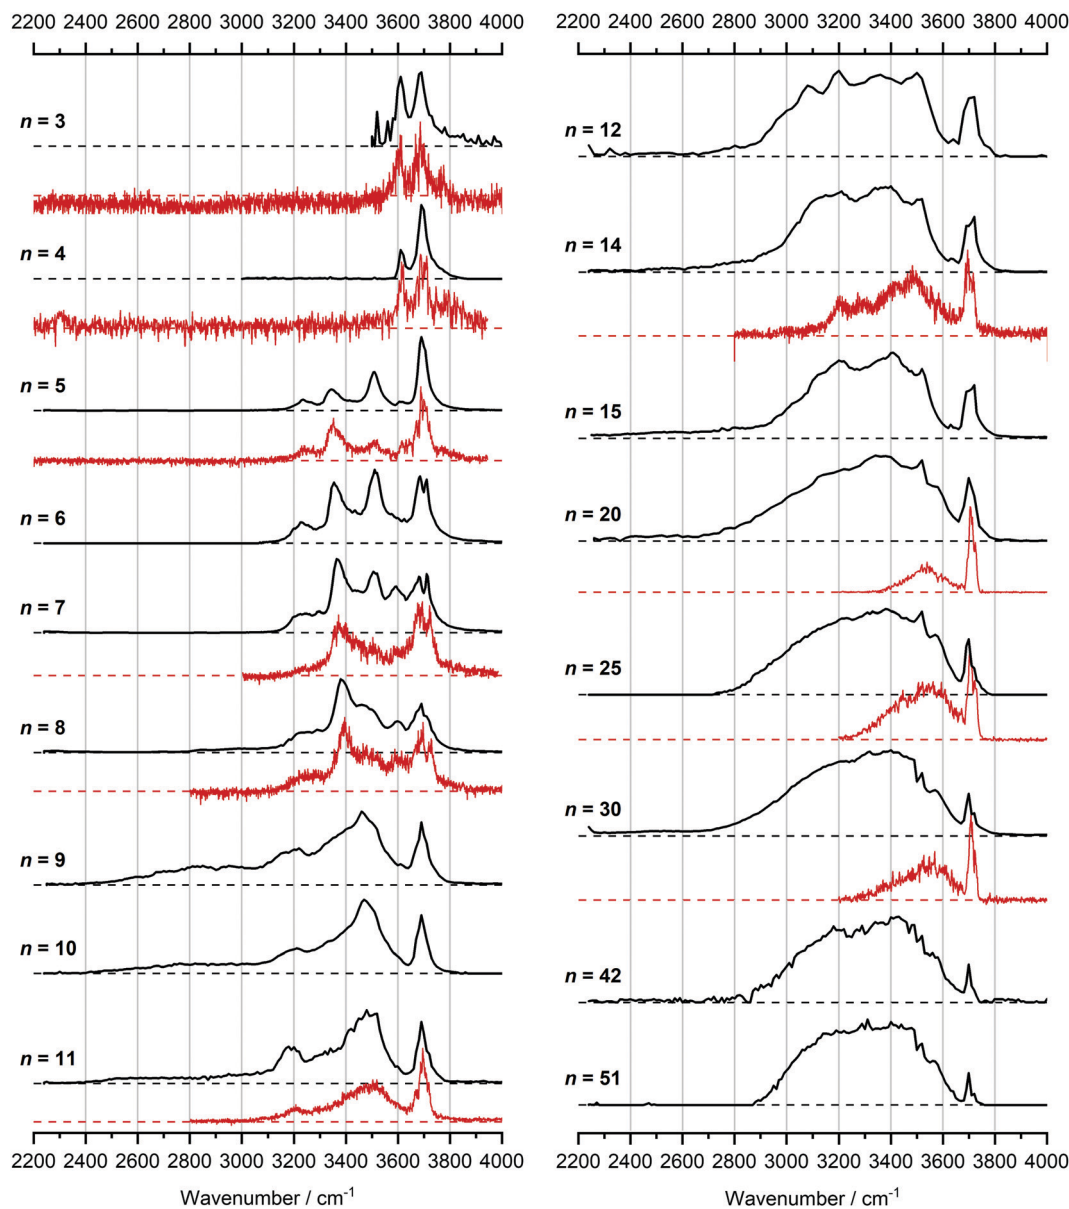 2200 2400 2600 2800 3000 3200 3400 3600 3800 4000
n = 3
n = 4
n = 5
n = 6
n = 7
n = 8
n = 9
n = 10
n = 11
2200 2400 2600 2800 3000 3200 3400 3600 3800 4000
Wavenumber / cm⁻¹
2200 2400 2600 2800 3000 3200 3400 3600 3800 4000
n = 12
n = 14
n = 15
n = 20
n = 25
n = 30
n = 42
n = 51
2200 2400 2600 2800 3000 3200 3400 3600 3800 4000
Wavenumber / cm⁻¹